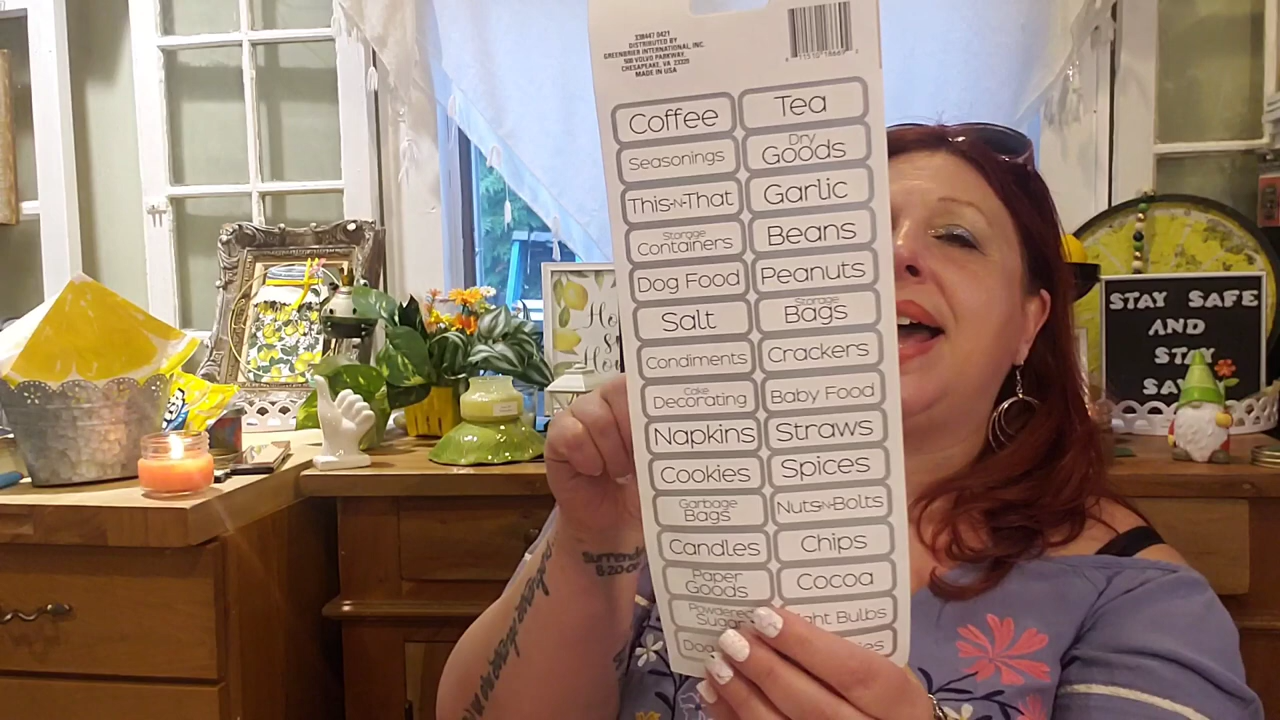 338447 0421
DISTRIBUTED BY
GREENBRIER INTERNATIONAL, INC.
500 VOLVO PARKWAY,
CHESAPEAKE, VA 23320
MADE IN USA
Coffee
Tea
Seasonings
Dry
Goods
This-N-That
Garlic
Storage
Containers
Beans
Dog Food
Peanuts
Salt
Storage
Bags
Condiments
Crackers
Cake
Decorating
Baby Food
Napkins
Straws
Cookies
Spices
Garbage
Bags
Nuts-N-Bolts
Candles
Chips
Paper
Goods
Cocoa
Powdered
Sugar
Bulbs
STAY SAFE
AND
STAY
Surrender